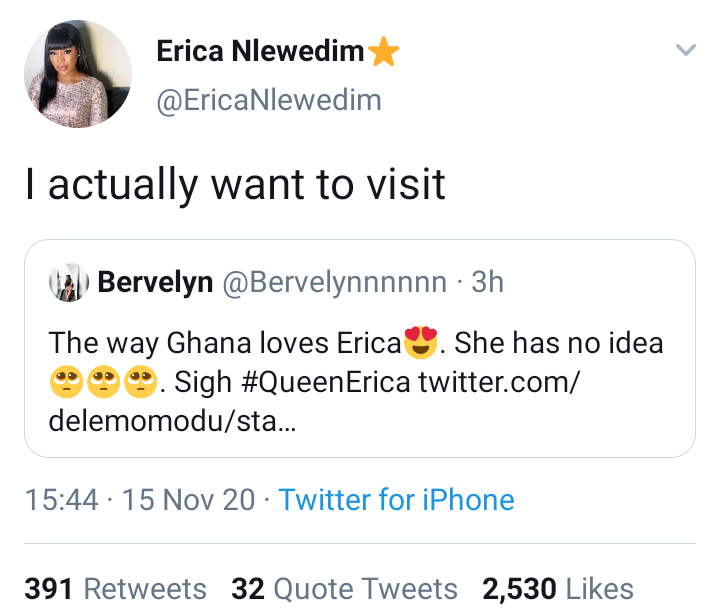 Erica Nlewedim⭐
@EricaNlewedim
I actually want to visit
Bervelyn @Bervelynnnnnn · 3h
The way Ghana loves Erica😍. She has no idea
🥺🥺🥺. Sigh #QueenErica twitter.com/
delemomodu/sta...
15:44 · 15 Nov 20 · Twitter for iPhone
391 Retweets 32 Quote Tweets 2,530 Likes